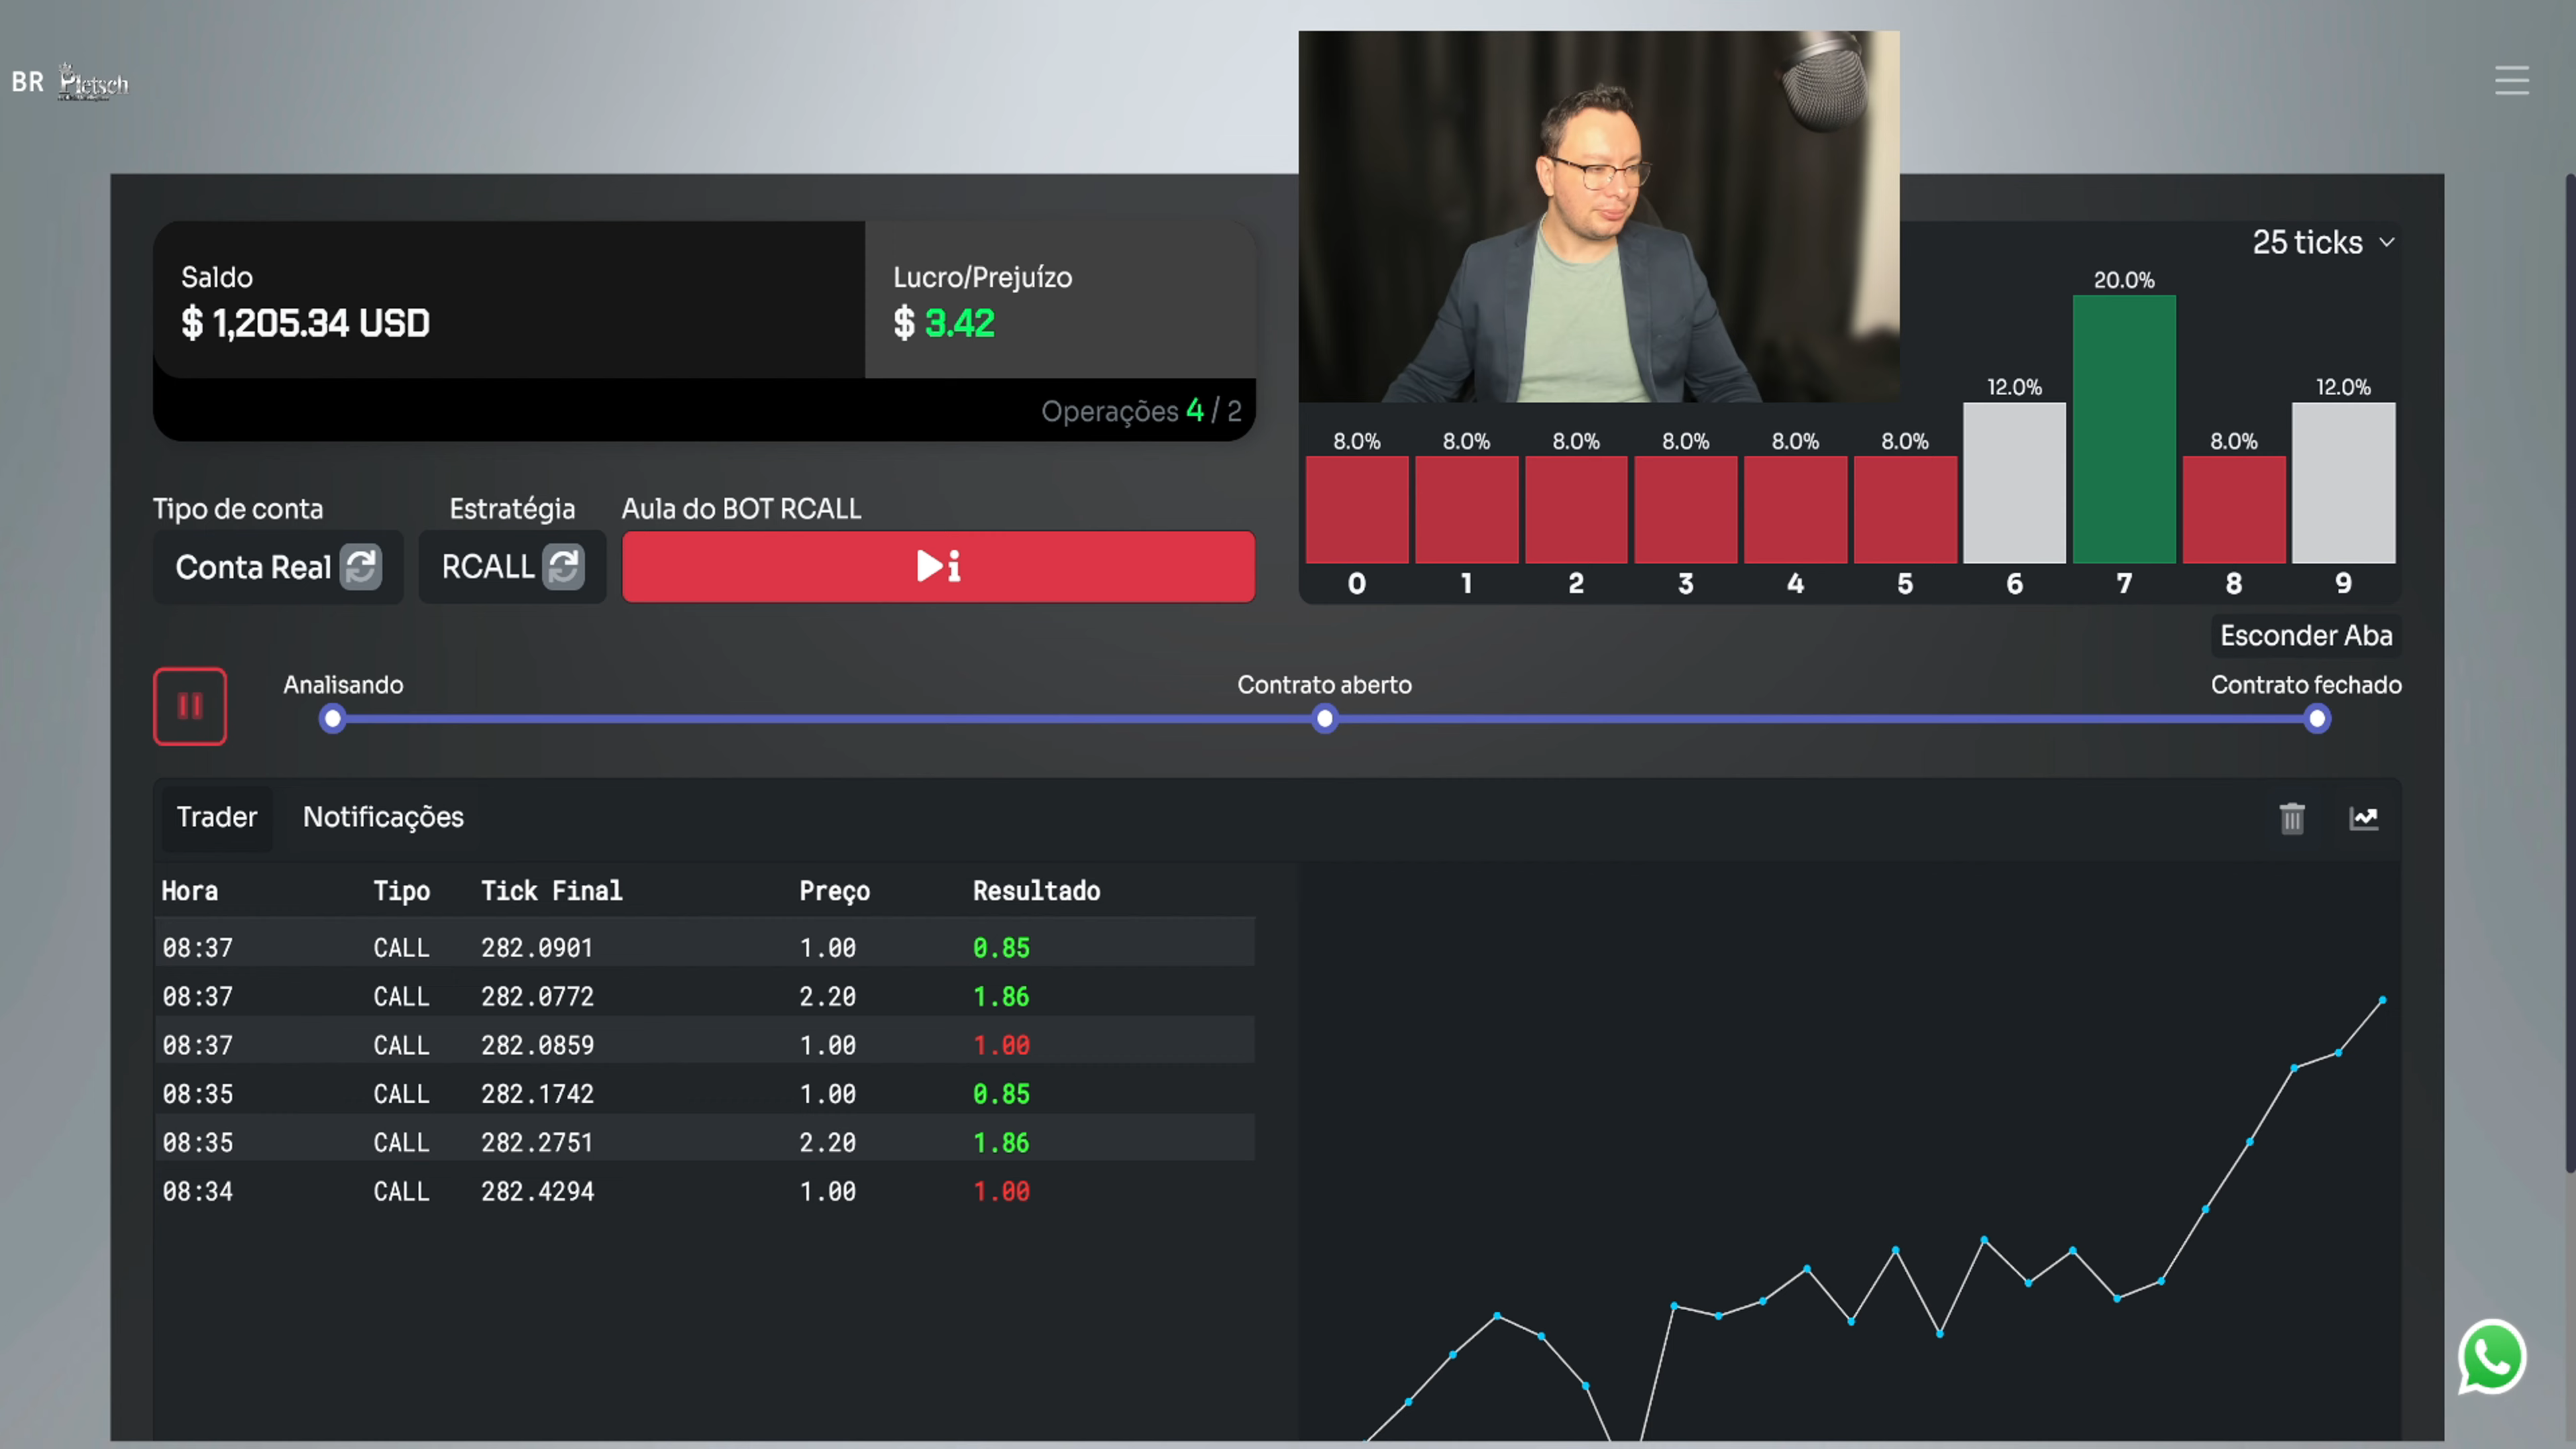 BR Pletsch
Saldo
$ 1,205.34 USD
Lucro/Prejuízo
$ 3.42
Operações 4 / 2
25 ticks
8.0% 8.0% 8.0% 8.0% 8.0% 8.0% 12.0% 20.0% 8.0% 12.0%
0 1 2 3 4 5 6 7 8 9
Esconder Aba
Tipo de conta
Conta Real
Estratégia
RCALL
Aula do BOT RCALL
Analisando
Contrato aberto
Contrato fechado
Trader Notificações
Hora Tipo Tick Final Preço Resultado
08:37 CALL 282.0901 1.00 0.85
08:37 CALL 282.0772 2.20 1.86
08:37 CALL 282.0859 1.00 1.00
08:35 CALL 282.1742 1.00 0.85
08:35 CALL 282.2751 2.20 1.86
08:34 CALL 282.4294 1.00 1.00